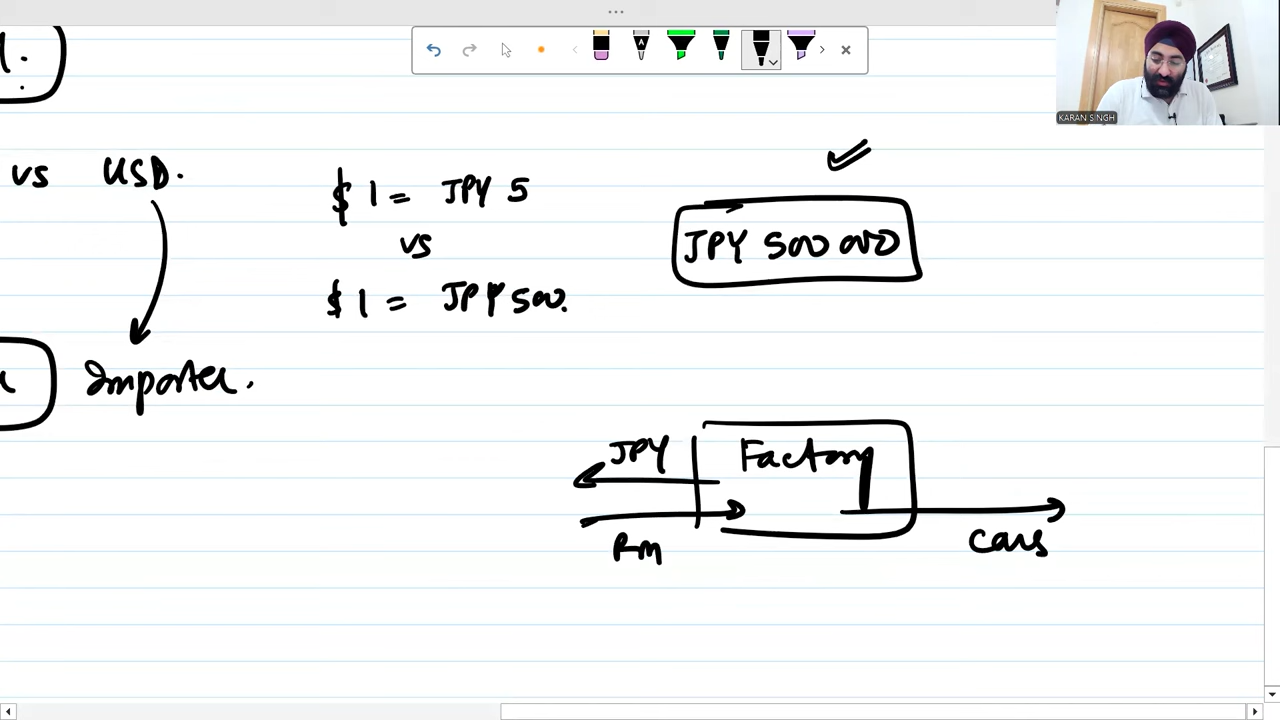 KARAN SINGH
vs USD.
$ 1 = JPY 5
vs
$ 1 = JPY 500.
JPY 500 000
Importer.
JPY
Factory
RM
Cars